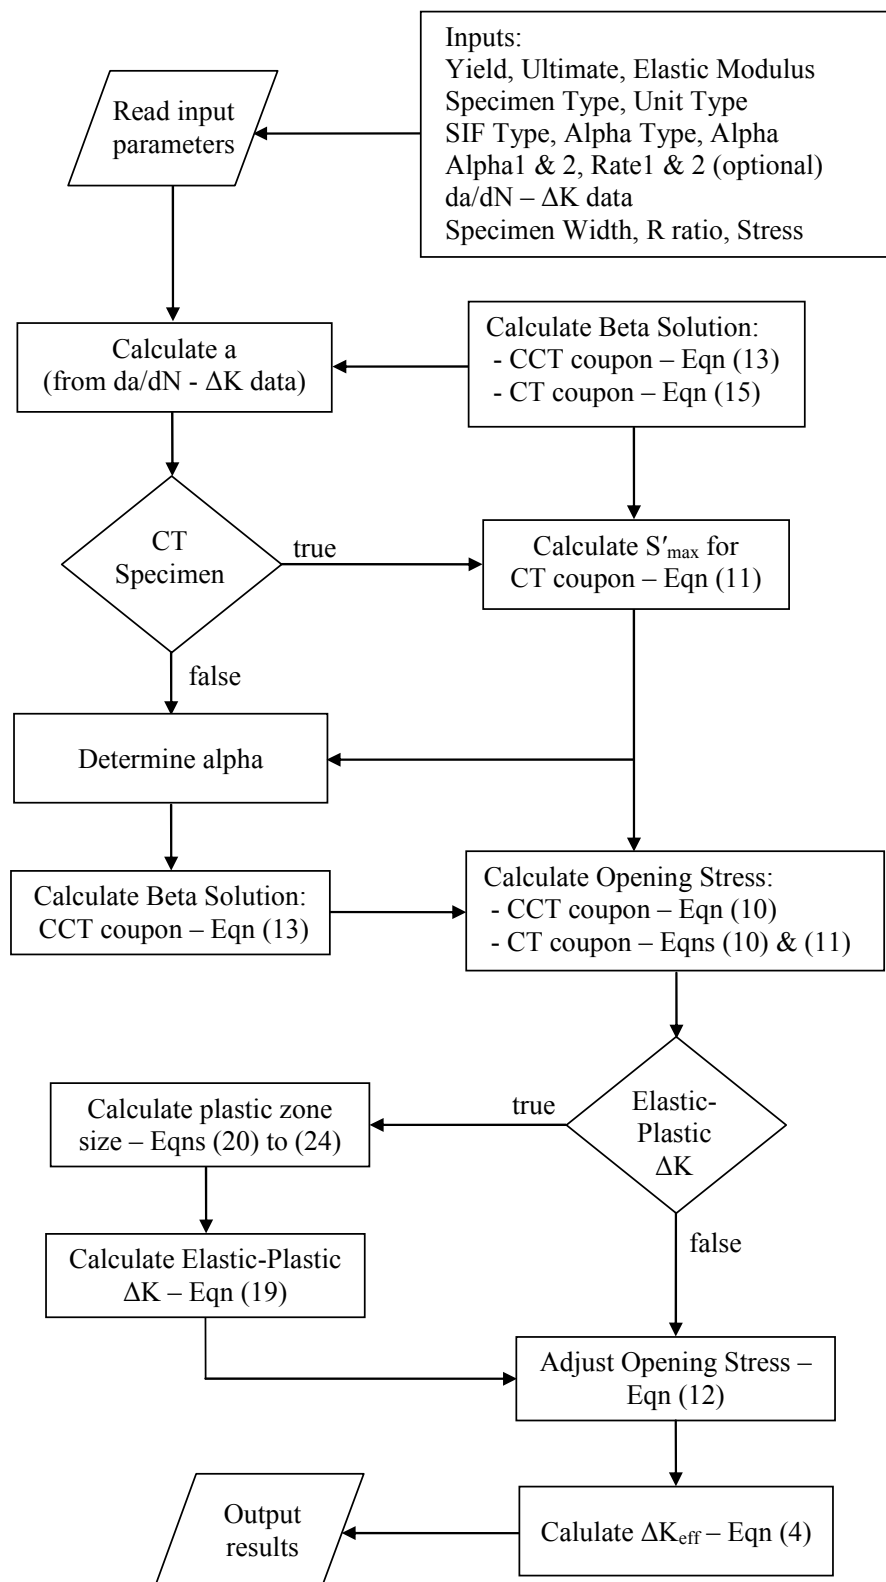 Inputs:
Yield, Ultimate, Elastic Modulus
Specimen Type, Unit Type
SIF Type, Alpha Type, Alpha
Alpha1 & 2, Rate1 & 2 (optional)
da/dN – ΔK data
Specimen Width, R ratio, Stress
Read input
parameters
Calculate a
(from da/dN - ΔK data)
Calculate Beta Solution:
- CCT coupon – Eqn (13)
- CT coupon – Eqn (15)
CT
Specimen
true
false
Calculate S′max for
CT coupon – Eqn (11)
Determine alpha
Calculate Beta Solution:
CCT coupon – Eqn (13)
Calculate Opening Stress:
- CCT coupon – Eqn (10)
- CT coupon – Eqns (10) & (11)
Elastic-
Plastic
ΔK
true
false
Calculate plastic zone
size – Eqns (20) to (24)
Calculate Elastic-Plastic
ΔK – Eqn (19)
Adjust Opening Stress –
Eqn (12)
Calulate ΔKeff – Eqn (4)
Output
results